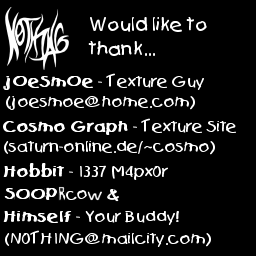 NOTHING
Would like to
thank...
jOeSmOe - Texture Guy
(joesmoe@home.com)
Cosmo Graph - Texture Site
(saturn-online.de/~cosmo)
Hobbit - 1337 M4px0r
SOOPRcow &
Himself - Your Buddy!
(NOTHING@mailcity.com)